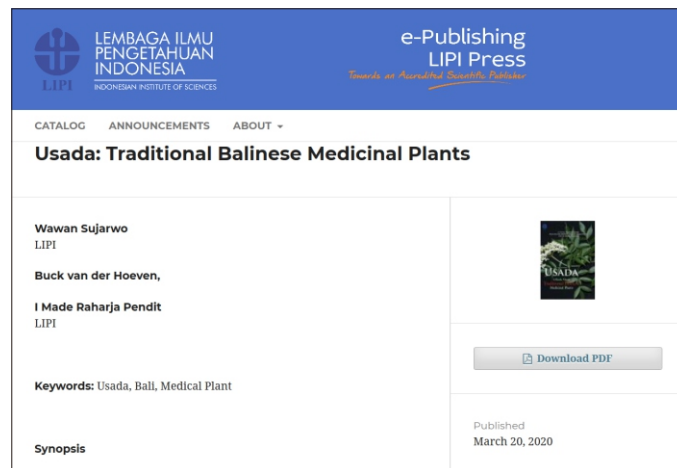 LIPI
LEMBAGA ILMU
PENGETAHUAN
INDONESIA
INDONESIAN INSTITUTE OF SCIENCES
e-Publishing
LIPI Press
Towards an Accredited Scientific Publisher
CATALOG ANNOUNCEMENTS ABOUT
Usada: Traditional Balinese Medicinal Plants
Wawan Sujarwo
LIPI
Buck van der Hoeven,
I Made Raharja Pendit
LIPI
Keywords: Usada, Bali, Medical Plant
Synopsis
USADA
Download PDF
Published
March 20, 2020